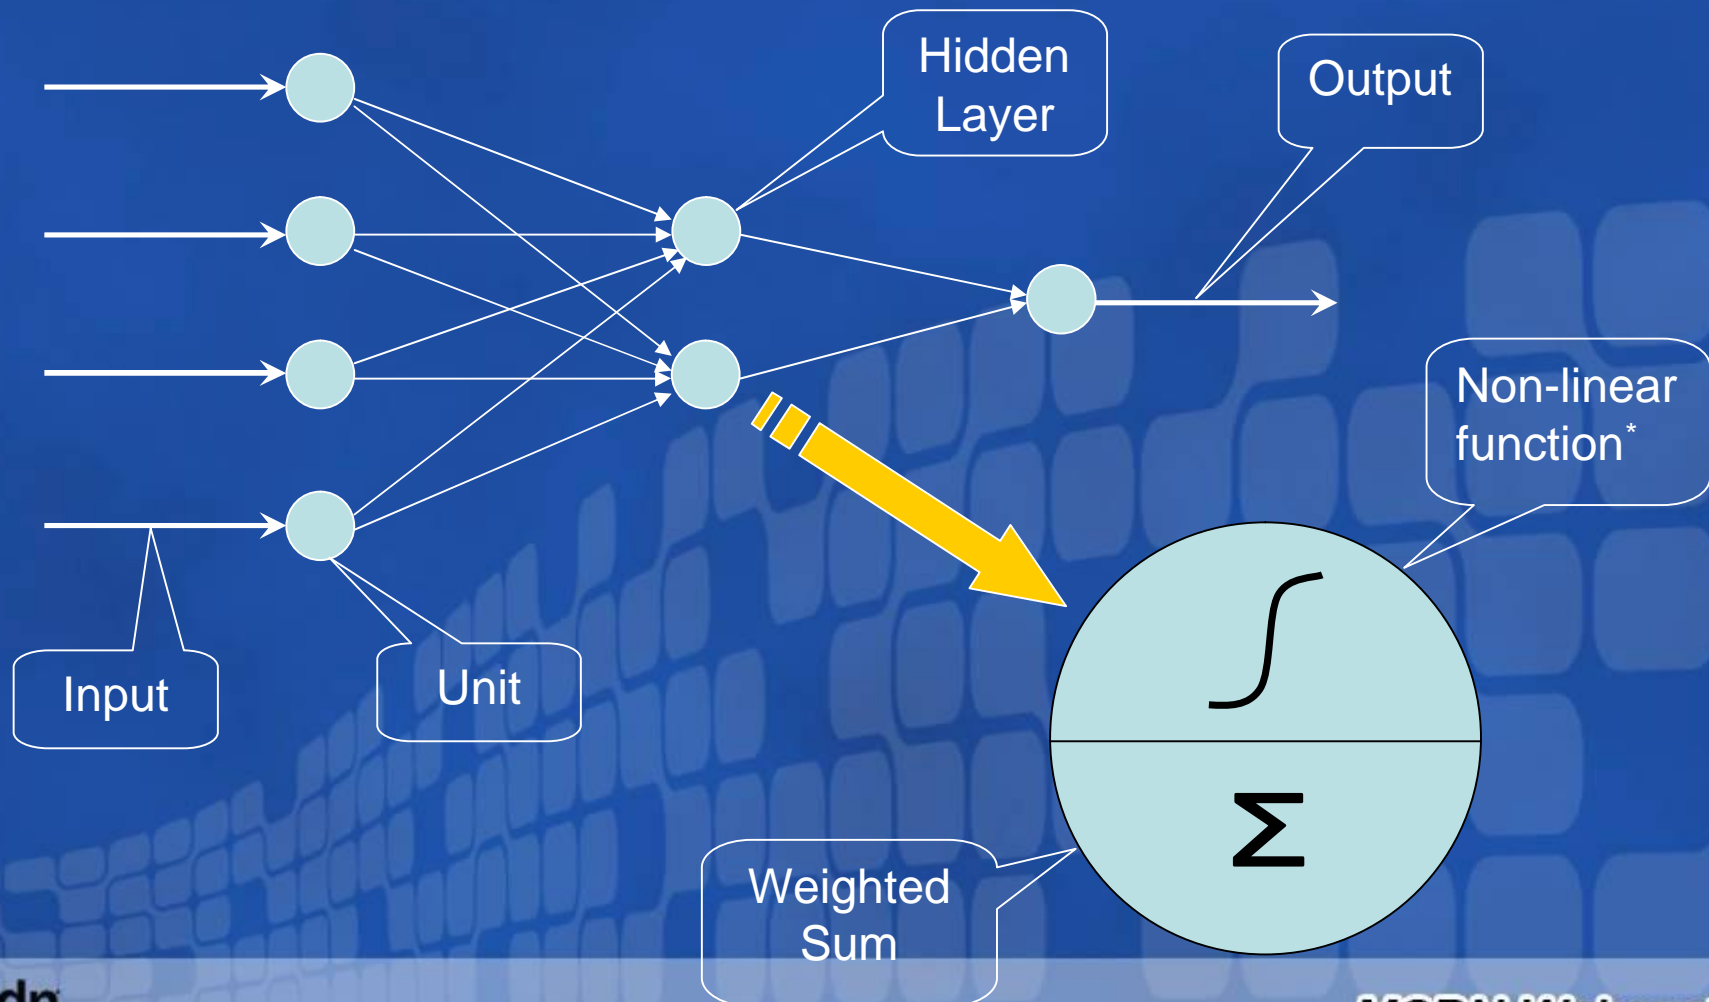 Hidden
Layer
Output
Non-linear
function*
Input
Unit
Σ
Weighted
Sum